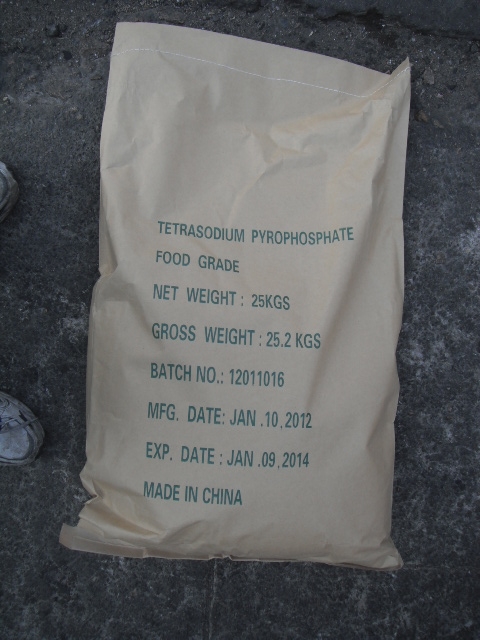 TETRASODIUM PYROPHOSPHATE
FOOD GRADE
NET WEIGHT : 25KGS
GROSS WEIGHT : 25.2 KGS
BATCH NO.: 12011016
MFG. DATE: JAN .10,2012
EXP. DATE : JAN .09,2014
MADE IN CHINA